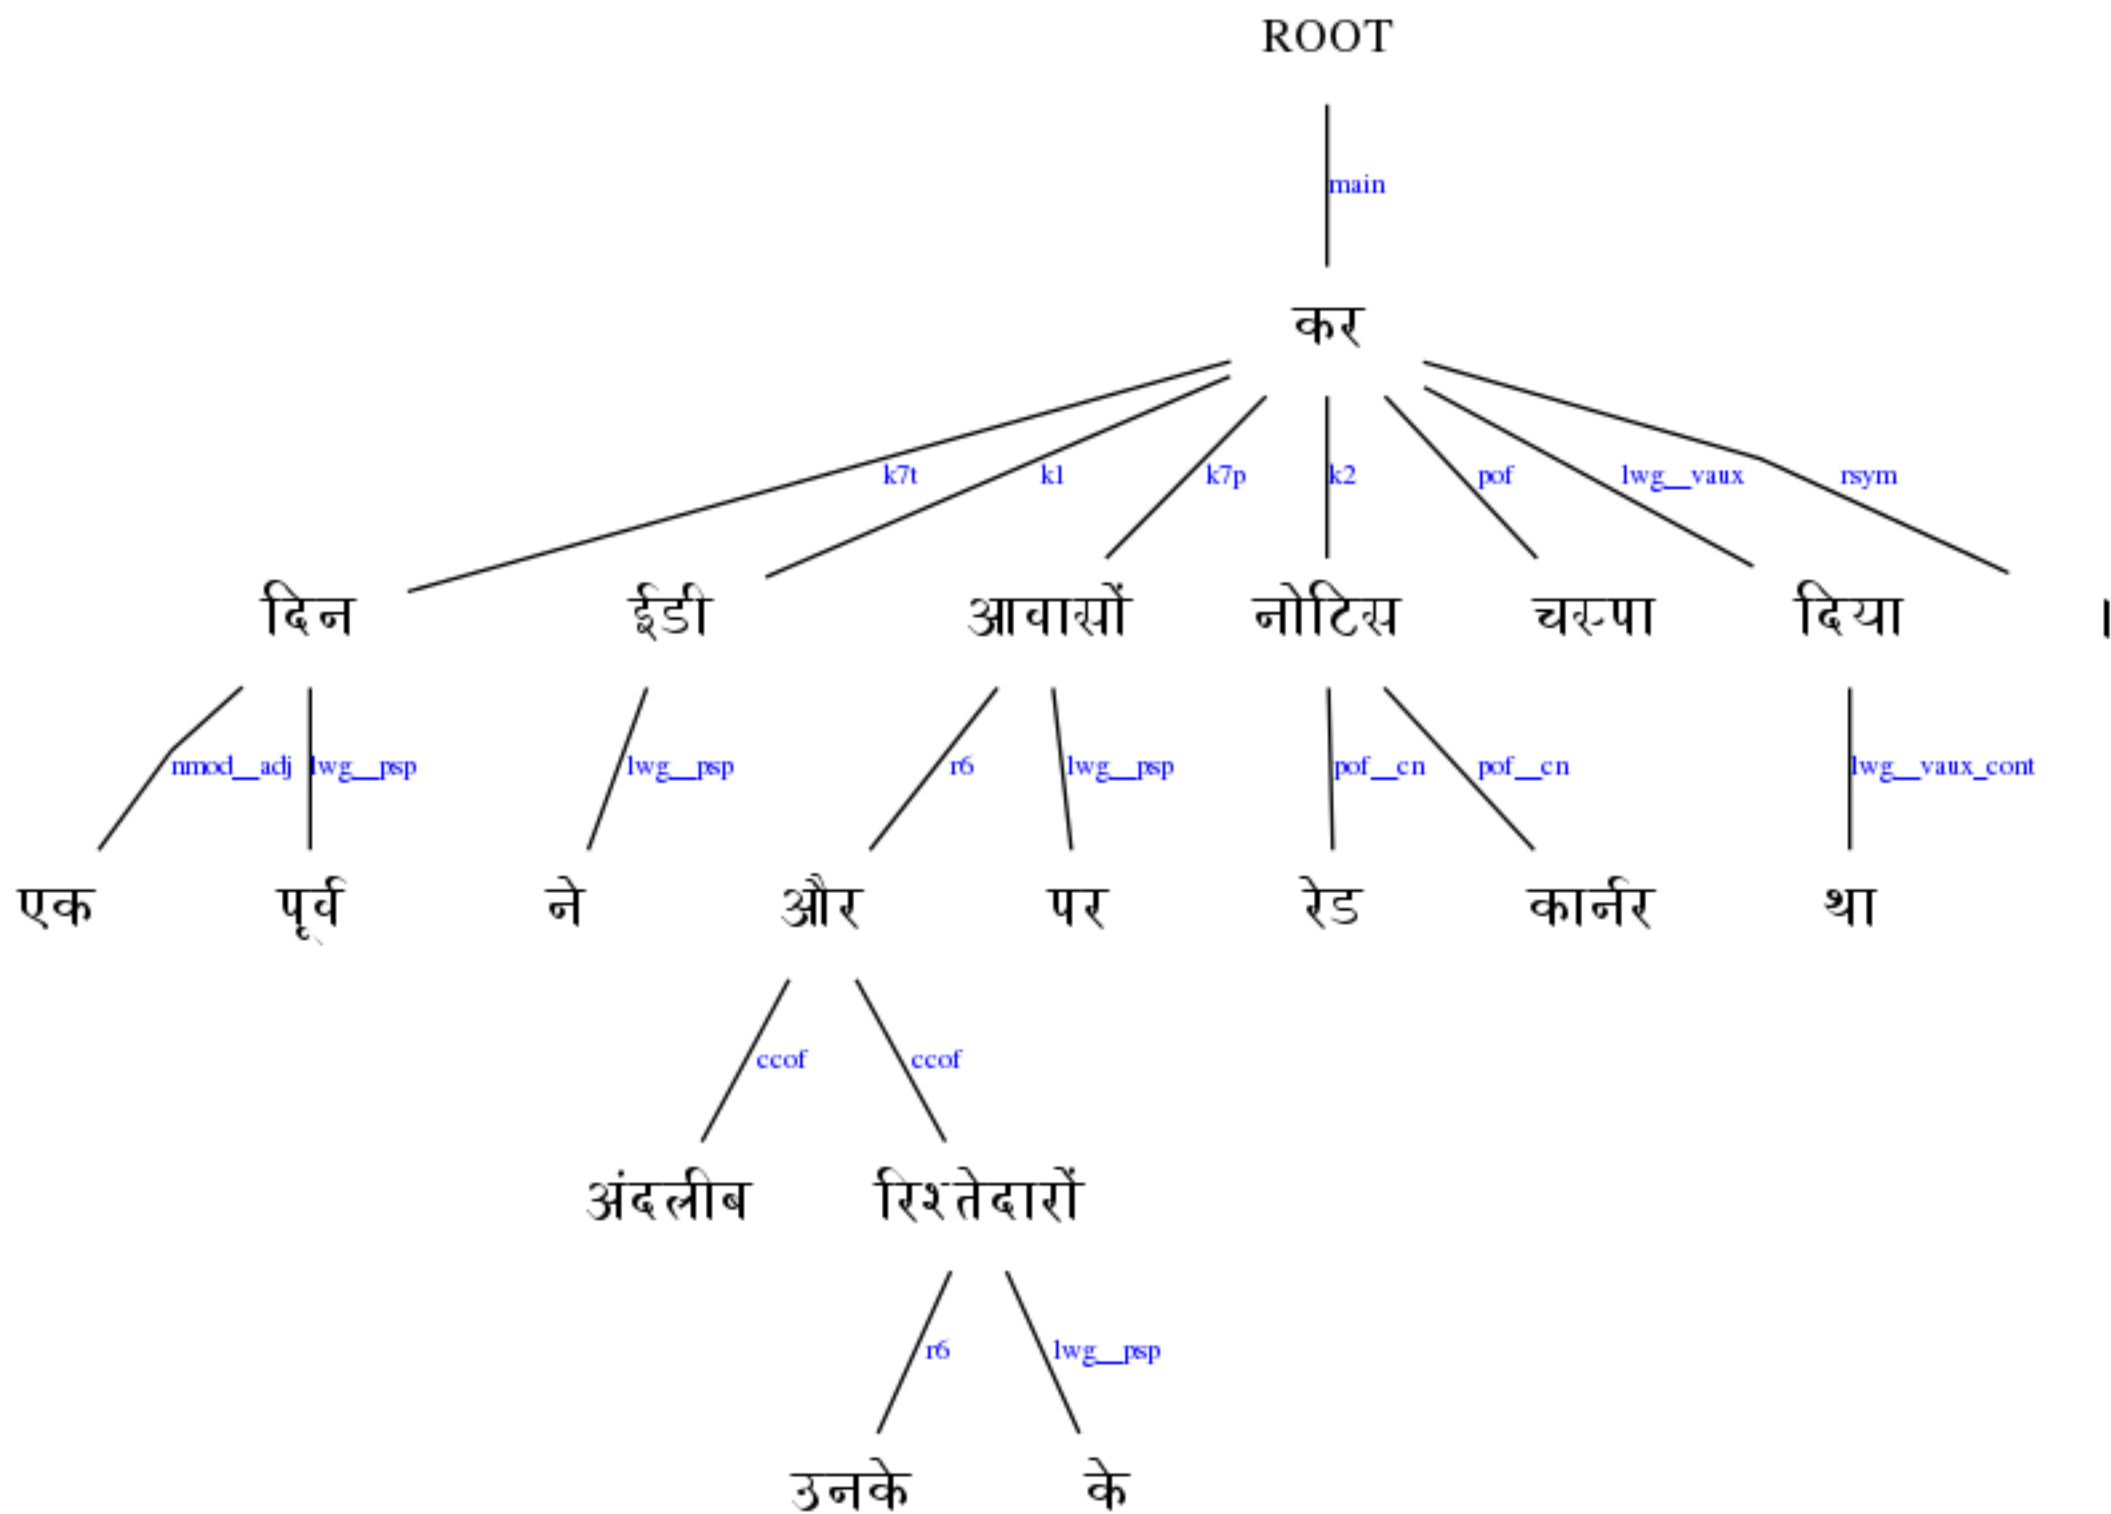 ROOT
main
कर
k7t k1 k7p k2 pof lwg__vaux rsym
दिन ईडी आवासों नोटिस चस्पा दिया ।
nmod__adj lwg__psp lwg__psp r6 lwg__psp pof__cn pof__cn lwg__vaux_cont
एक पूर्व ने और पर रेड कार्नर था
ccof ccof
अंदलीब रिश्तेदारों
r6 lwg__psp
उनके के